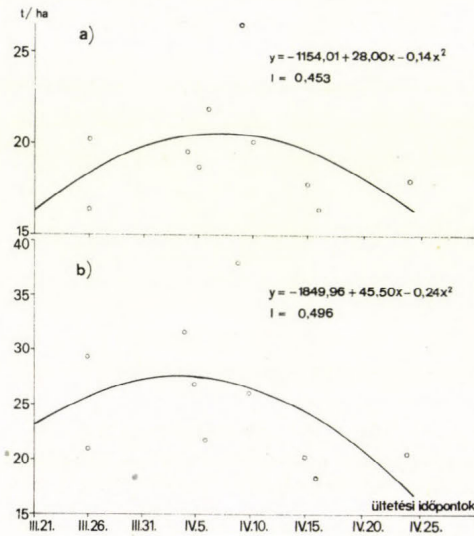 t/ha
25
a)
y = -1154,01 + 28,00x - 0,14x²
I = 0,453
20
15
40
b)
y = -1849,96 + 45,50x - 0,24x²
I = 0,496
35
30
25
20
15
ültetési időpontok
III.21. III.26. III.31. IV.5. IV.10. IV.15. IV.20. IV.25.